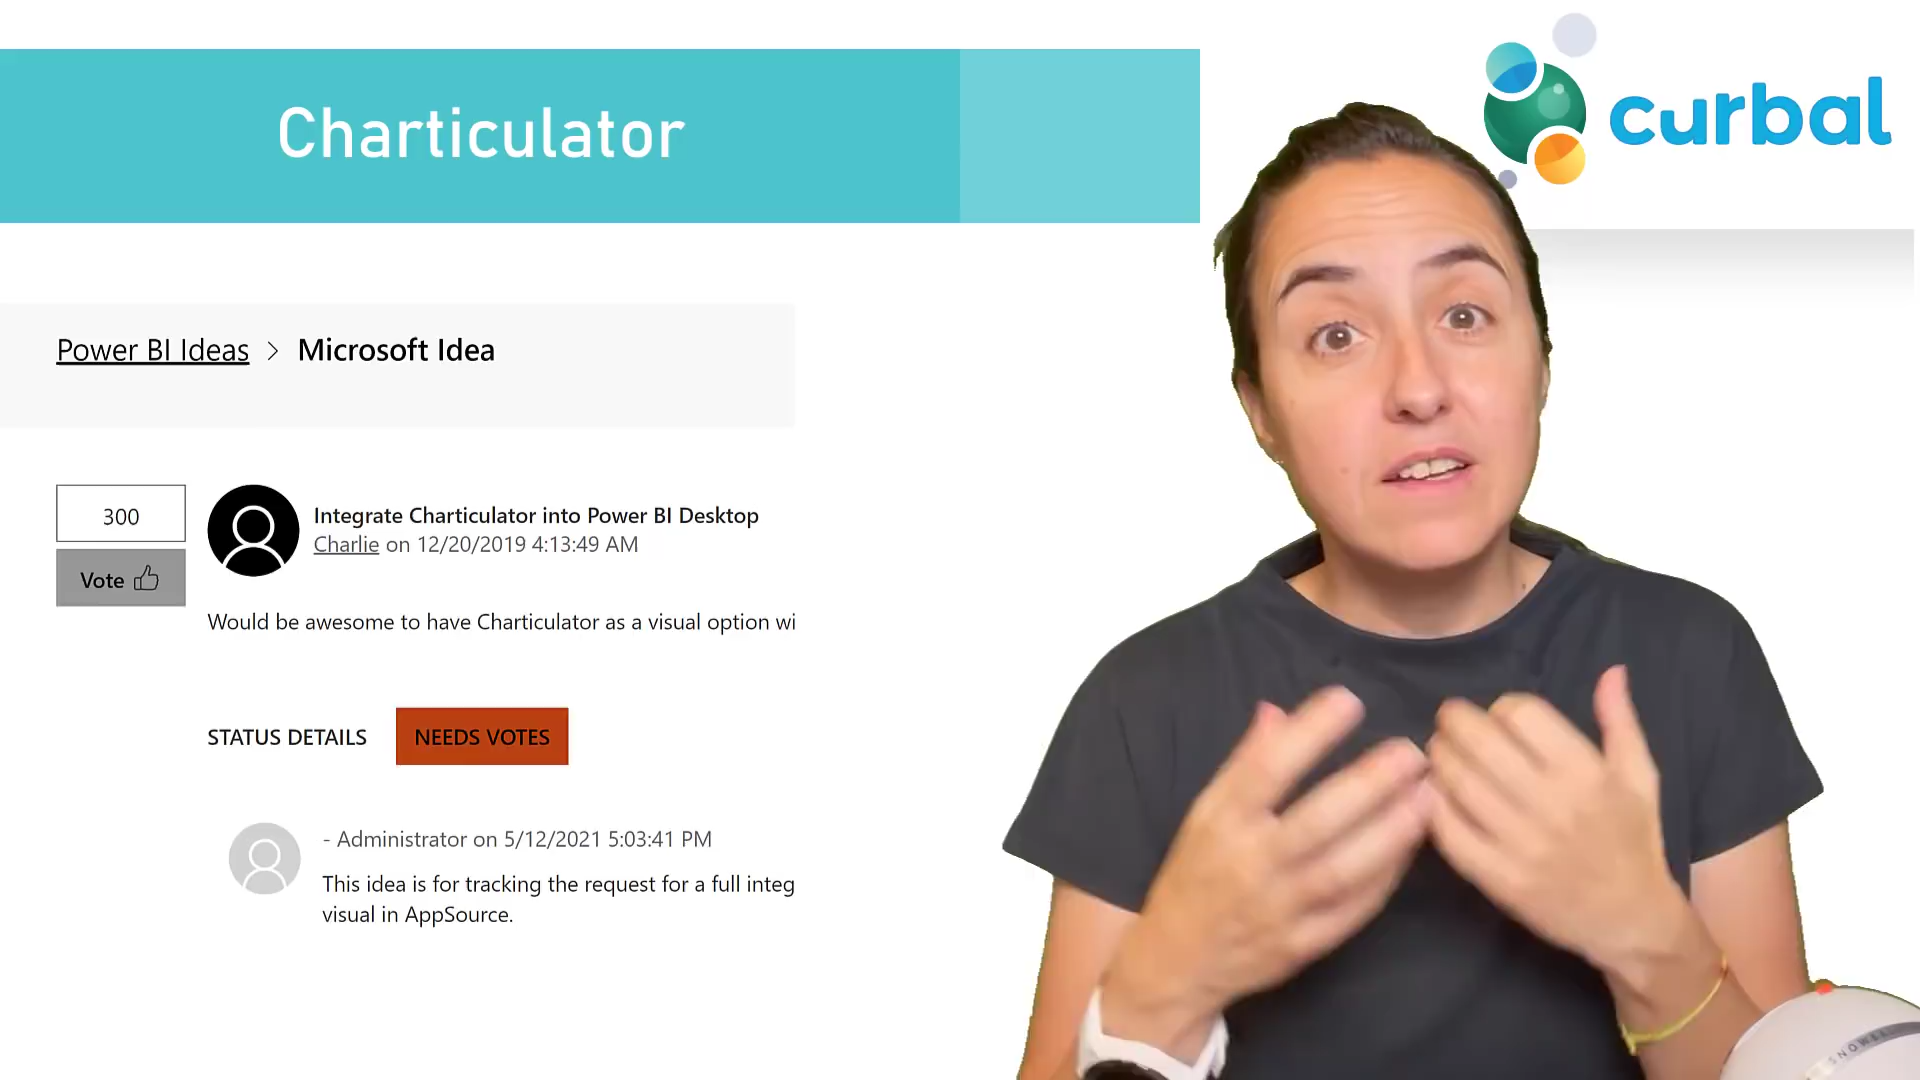 Charticulator
curbal
Power BI Ideas > Microsoft Idea
300
Vote
Integrate Charticulator into Power BI Desktop
Charlie on 12/20/2019 4:13:49 AM
Would be awesome to have Charticulator as a visual option wi
STATUS DETAILS NEEDS VOTES
- Administrator on 5/12/2021 5:03:41 PM
This idea is for tracking the request for a full integ
visual in AppSource.